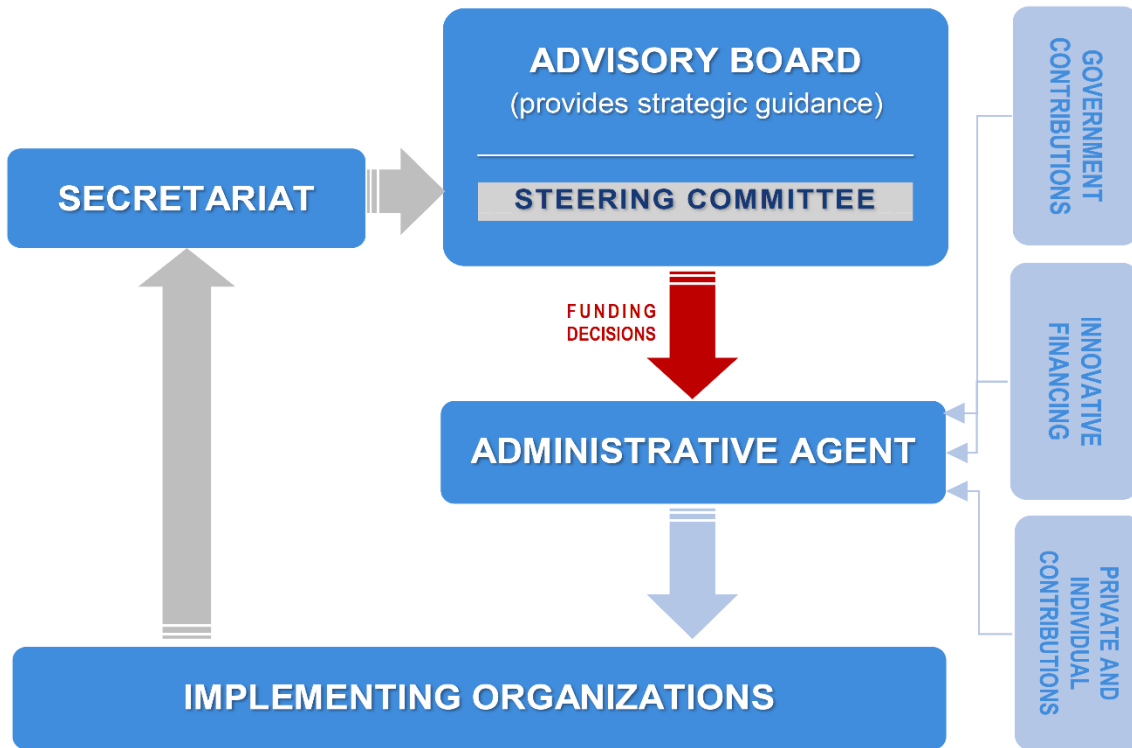 ADVISORY BOARD
(provides strategic guidance)
STEERING COMMITTEE
SECRETARIAT
FUNDING
DECISIONS
ADMINISTRATIVE AGENT
IMPLEMENTING ORGANIZATIONS
GOVERNMENT
CONTRIBUTIONS
INNOVATIVE
FINANCING
PRIVATE AND
INDIVIDUAL
CONTRIBUTIONS